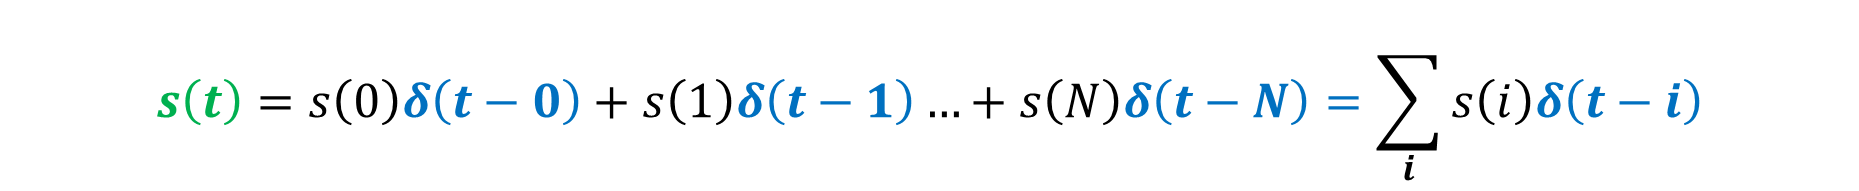 s(t) = s(0)δ(t − 0) + s(1)δ(t − 1) ... + s(N)δ(t − N) = ∑ s(i)δ(t − i)
i